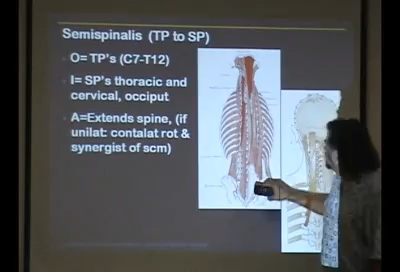 Semispinalis (TP to SP)
O= TP's (C7-T12)
I= SP's thoracic and
cervical, occiput
A=Extends spine, (if
unilat: contalat rot &
synergist of scm)